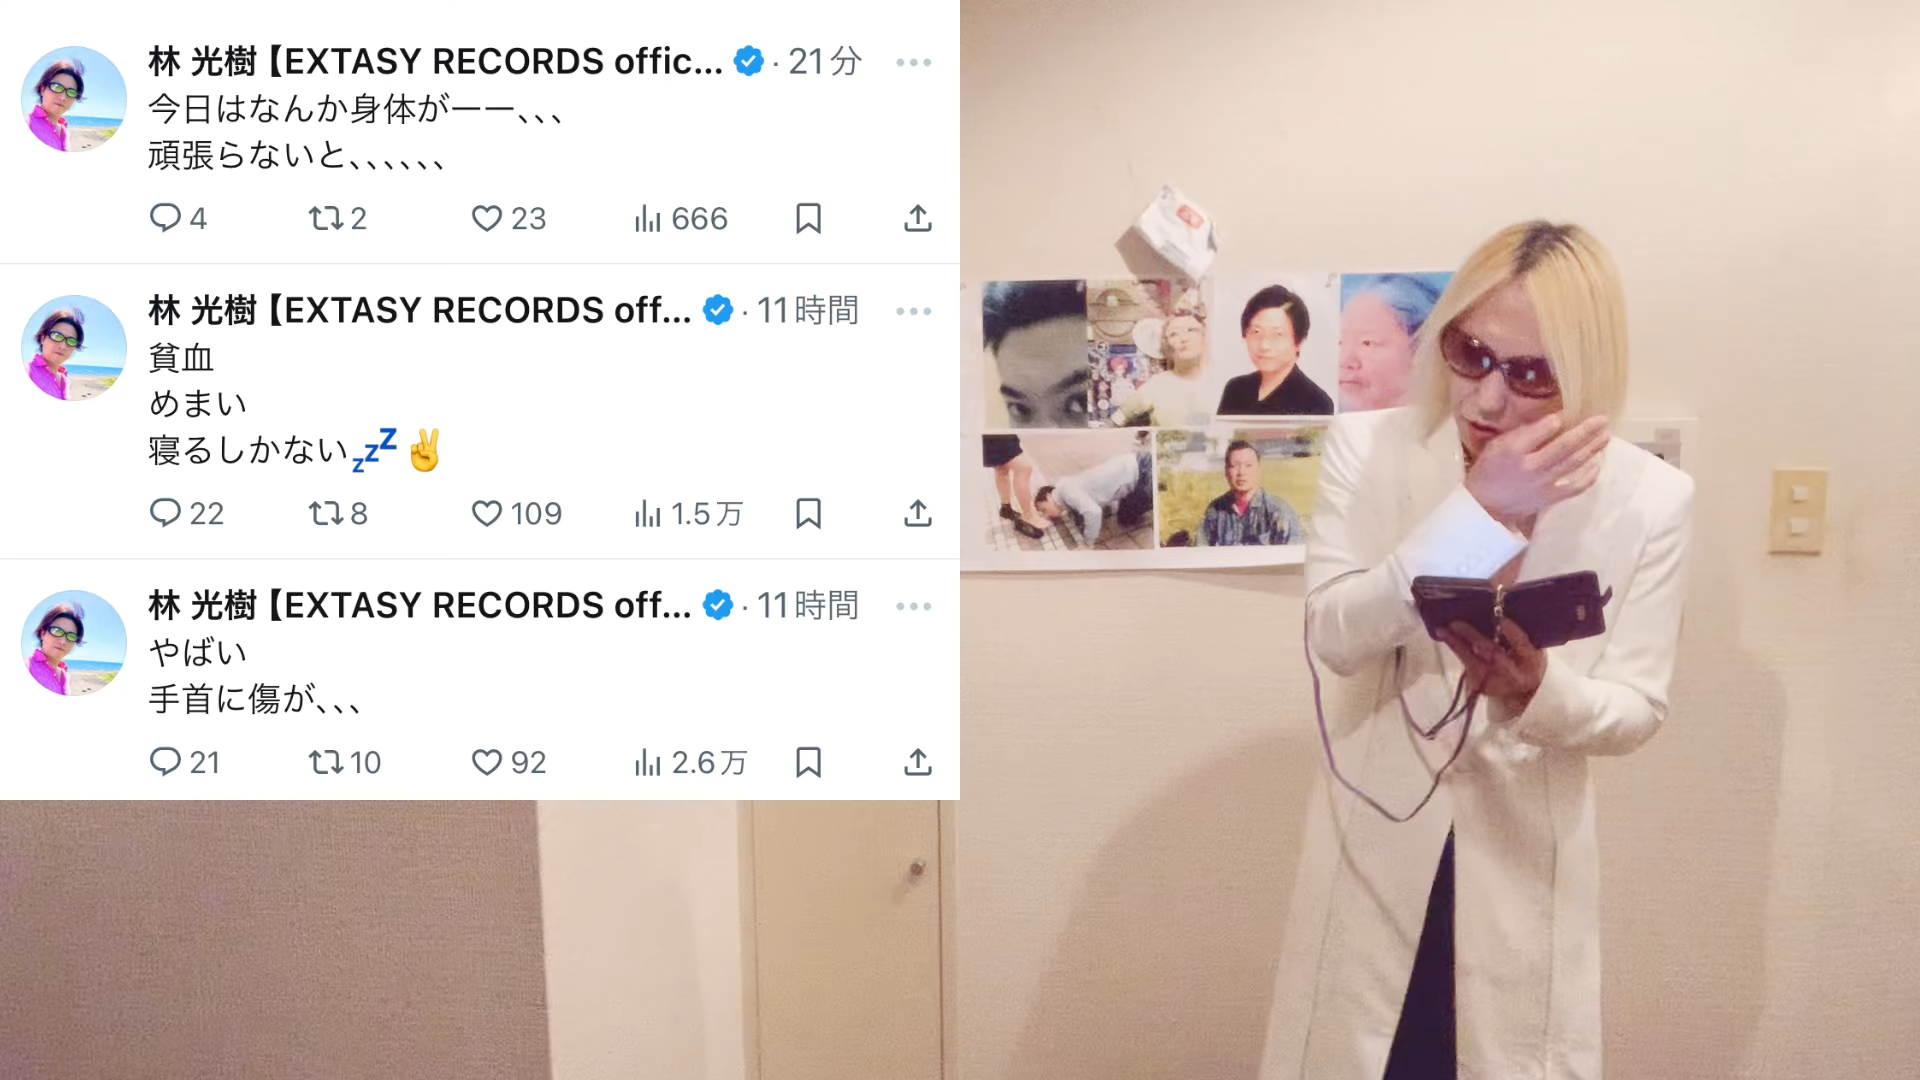 林 光樹【EXTASY RECORDS offic... · 21分
今日はなんか身体がーー､､､
頑張らないと､､､､､､
4 2 23 666
林 光樹【EXTASY RECORDS off... · 11時間
貧血
めまい
寝るしかない💤✌️
22 8 109 1.5万
林 光樹【EXTASY RECORDS off... · 11時間
やばい
手首に傷が､､､
21 10 92 2.6万